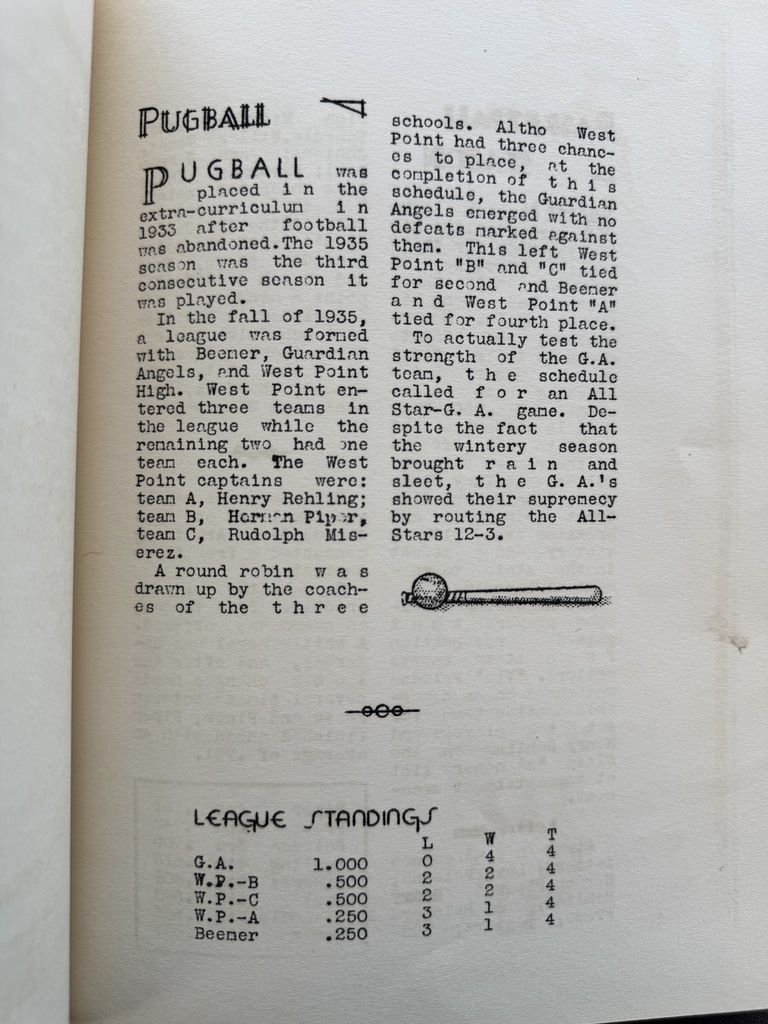 PUGBALL
PUGBALL was
placed in the
extra-curriculum in
1933 after football
was abandoned. The 1935
season was the third
consecutive season it
was played.
In the fall of 1935,
a league was formed
with Beemer, Guardian
Angels, and West Point
High. West Point en-
tered three teams in
the league while the
remaining two had one
team each. The West
Point captains were:
team A, Henry Rehling;
team B, Herman Piper,
team C, Rudolph Mis-
erez.
A round robin was
drawn up by the coach-
es of the three
schools. Altho West
Point had three chanc-
es to place, at the
completion of this
schedule, the Guardian
Angels emerged with no
defeats marked against
them. This left West
Point "B" and "C" tied
for second and Beemer
and West Point "A"
tied for fourth place.
To actually test the
strength of the G.A.
team, the schedule
called for an All
Star-G. A. game. De-
spite the fact that
the wintery season
brought rain and
sleet, the G. A.'s
showed their supremecy
by routing the All-
Stars 12-3.
LEAGUE STANDINGS
L W T
G.A. 1.000 0 4 4
W.P.-B .500 2 2 4
W.P.-C .500 2 2 4
W.P.-A .250 3 1 4
Beemer .250 3 1 4